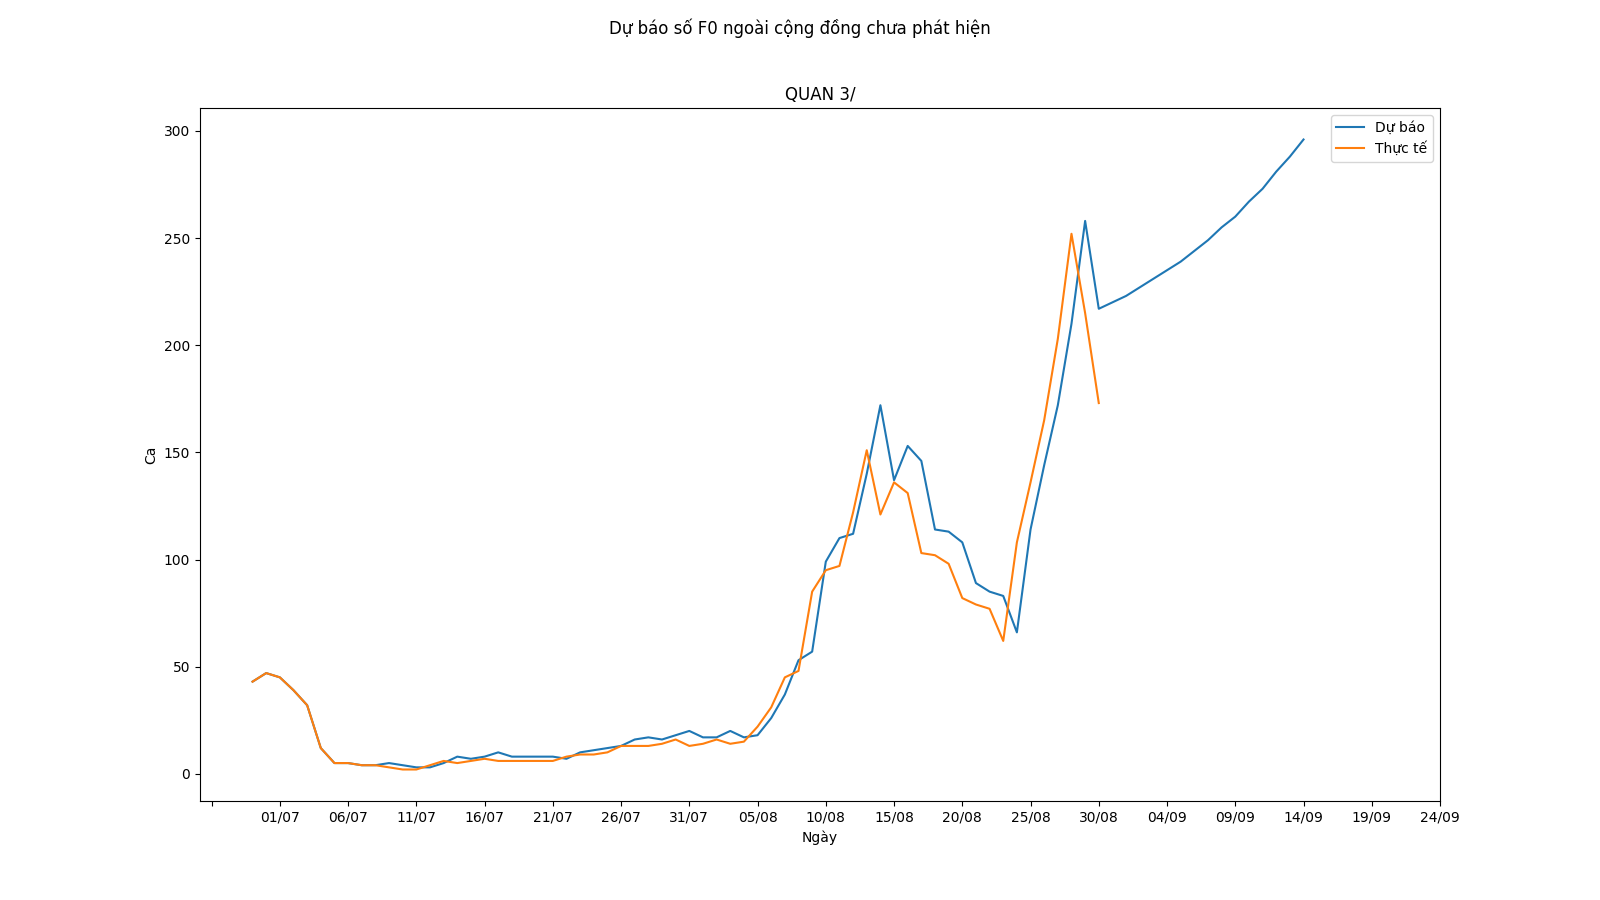 Dự báo số F0 ngoài cộng đồng chưa phát hiện
QUAN 3/
Dự báo
Thực tế
300
250
200
150
100
50
0
Ca
01/07 06/07 11/07 16/07 21/07 26/07 31/07 05/08 10/08 15/08 20/08 25/08 30/08 04/09 09/09 14/09 19/09 24/09
Ngày